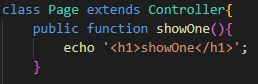 class Page extends Controller{
    public function showOne(){
        echo '<h1>showOne</h1>';
    }